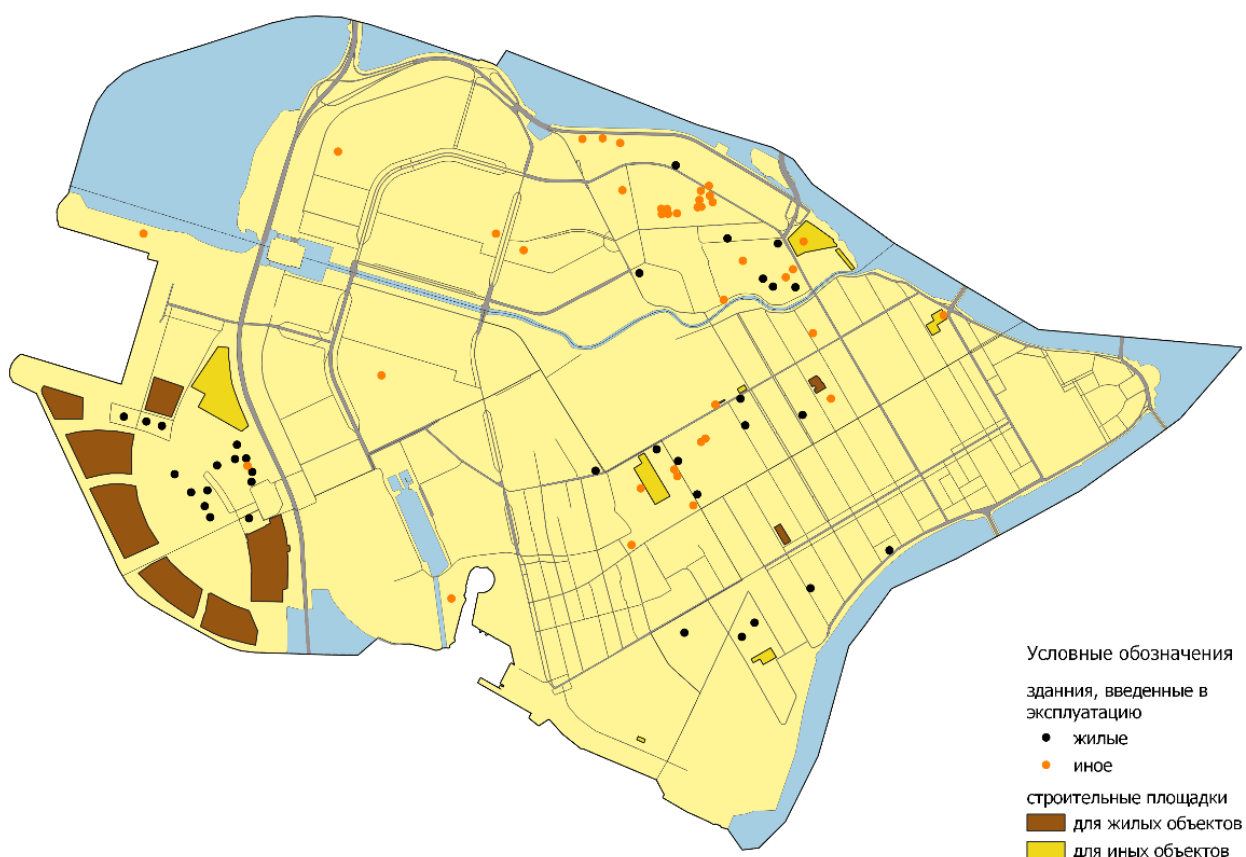 Условные обозначения
здания, введенные в
эксплуатацию
жилые
иное
строительные площадки
для жилых объектов
для иных объектов